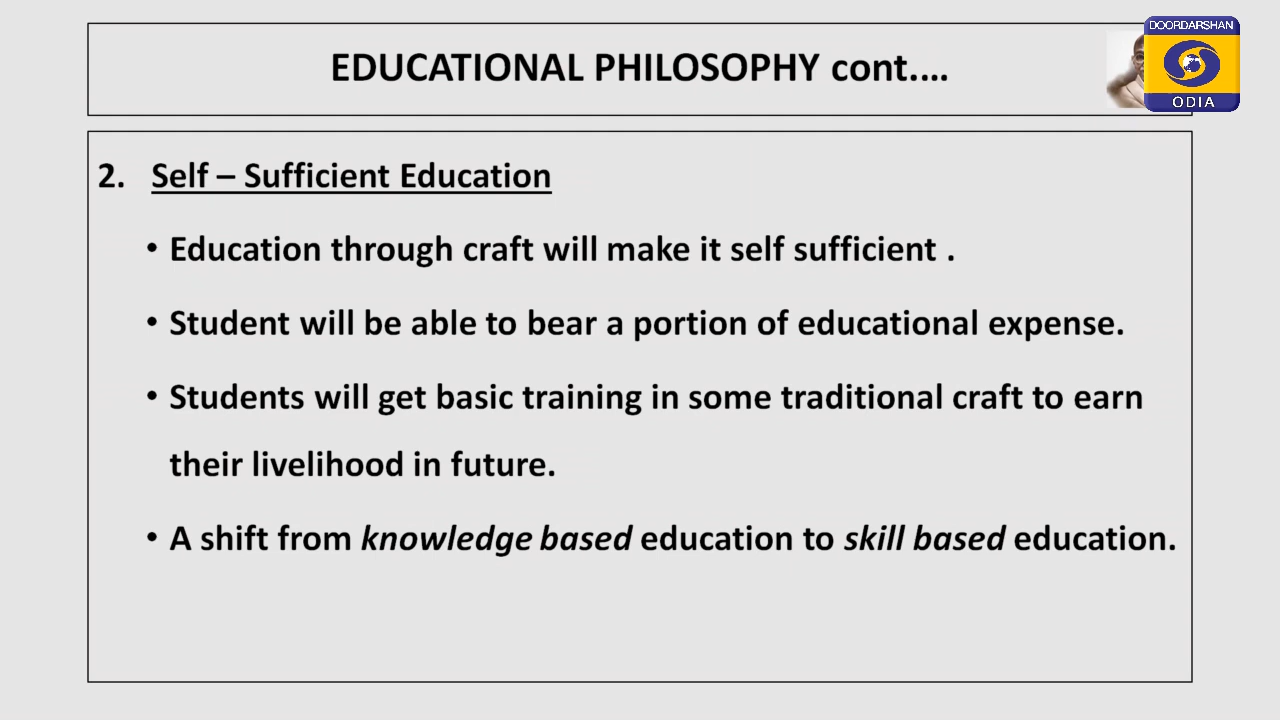 EDUCATIONAL PHILOSOPHY cont....
DOORDARSHAN
ODIA
2. Self – Sufficient Education
• Education through craft will make it self sufficient .
• Student will be able to bear a portion of educational expense.
• Students will get basic training in some traditional craft to earn
their livelihood in future.
• A shift from knowledge based education to skill based education.